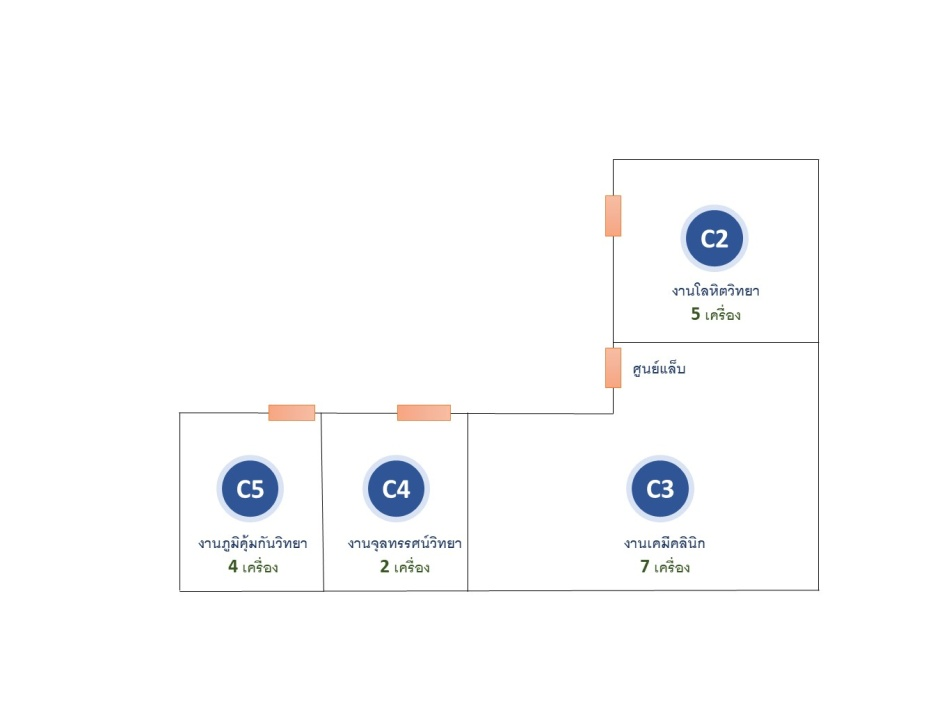 C2
งานโลหิตวิทยา
5 เครื่อง
ศูนย์แล็บ
C5
งานภูมิคุ้มกันวิทยา
4 เครื่อง
C4
งานจุลทรรศน์วิทยา
2 เครื่อง
C3
งานเคมีคลินิก
7 เครื่อง